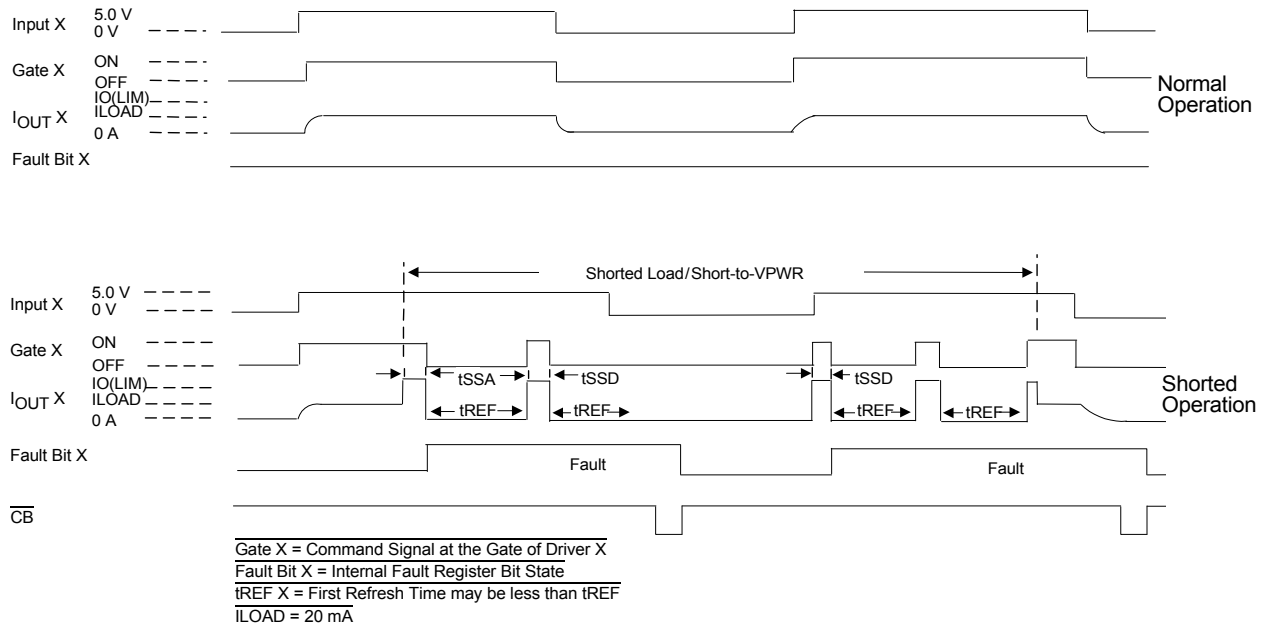 Input X
5.0 V
0 V
Gate X
ON
OFF
IOUT X
IO(LIM)
ILOAD
0 A
Normal
Operation
Fault Bit X
Shorted Load/Short-to-VPWR
Input X
5.0 V
0 V
Gate X
ON
OFF
tSSA
tSSD
tSSD
IOUT X
IO(LIM)
ILOAD
0 A
tREF
tREF
tREF
tREF
Shorted
Operation
Fault Bit X
Fault
Fault
CB
Gate X = Command Signal at the Gate of Driver X
Fault Bit X = Internal Fault Register Bit State
tREF X = First Refresh Time may be less than tREF
ILOAD = 20 mA